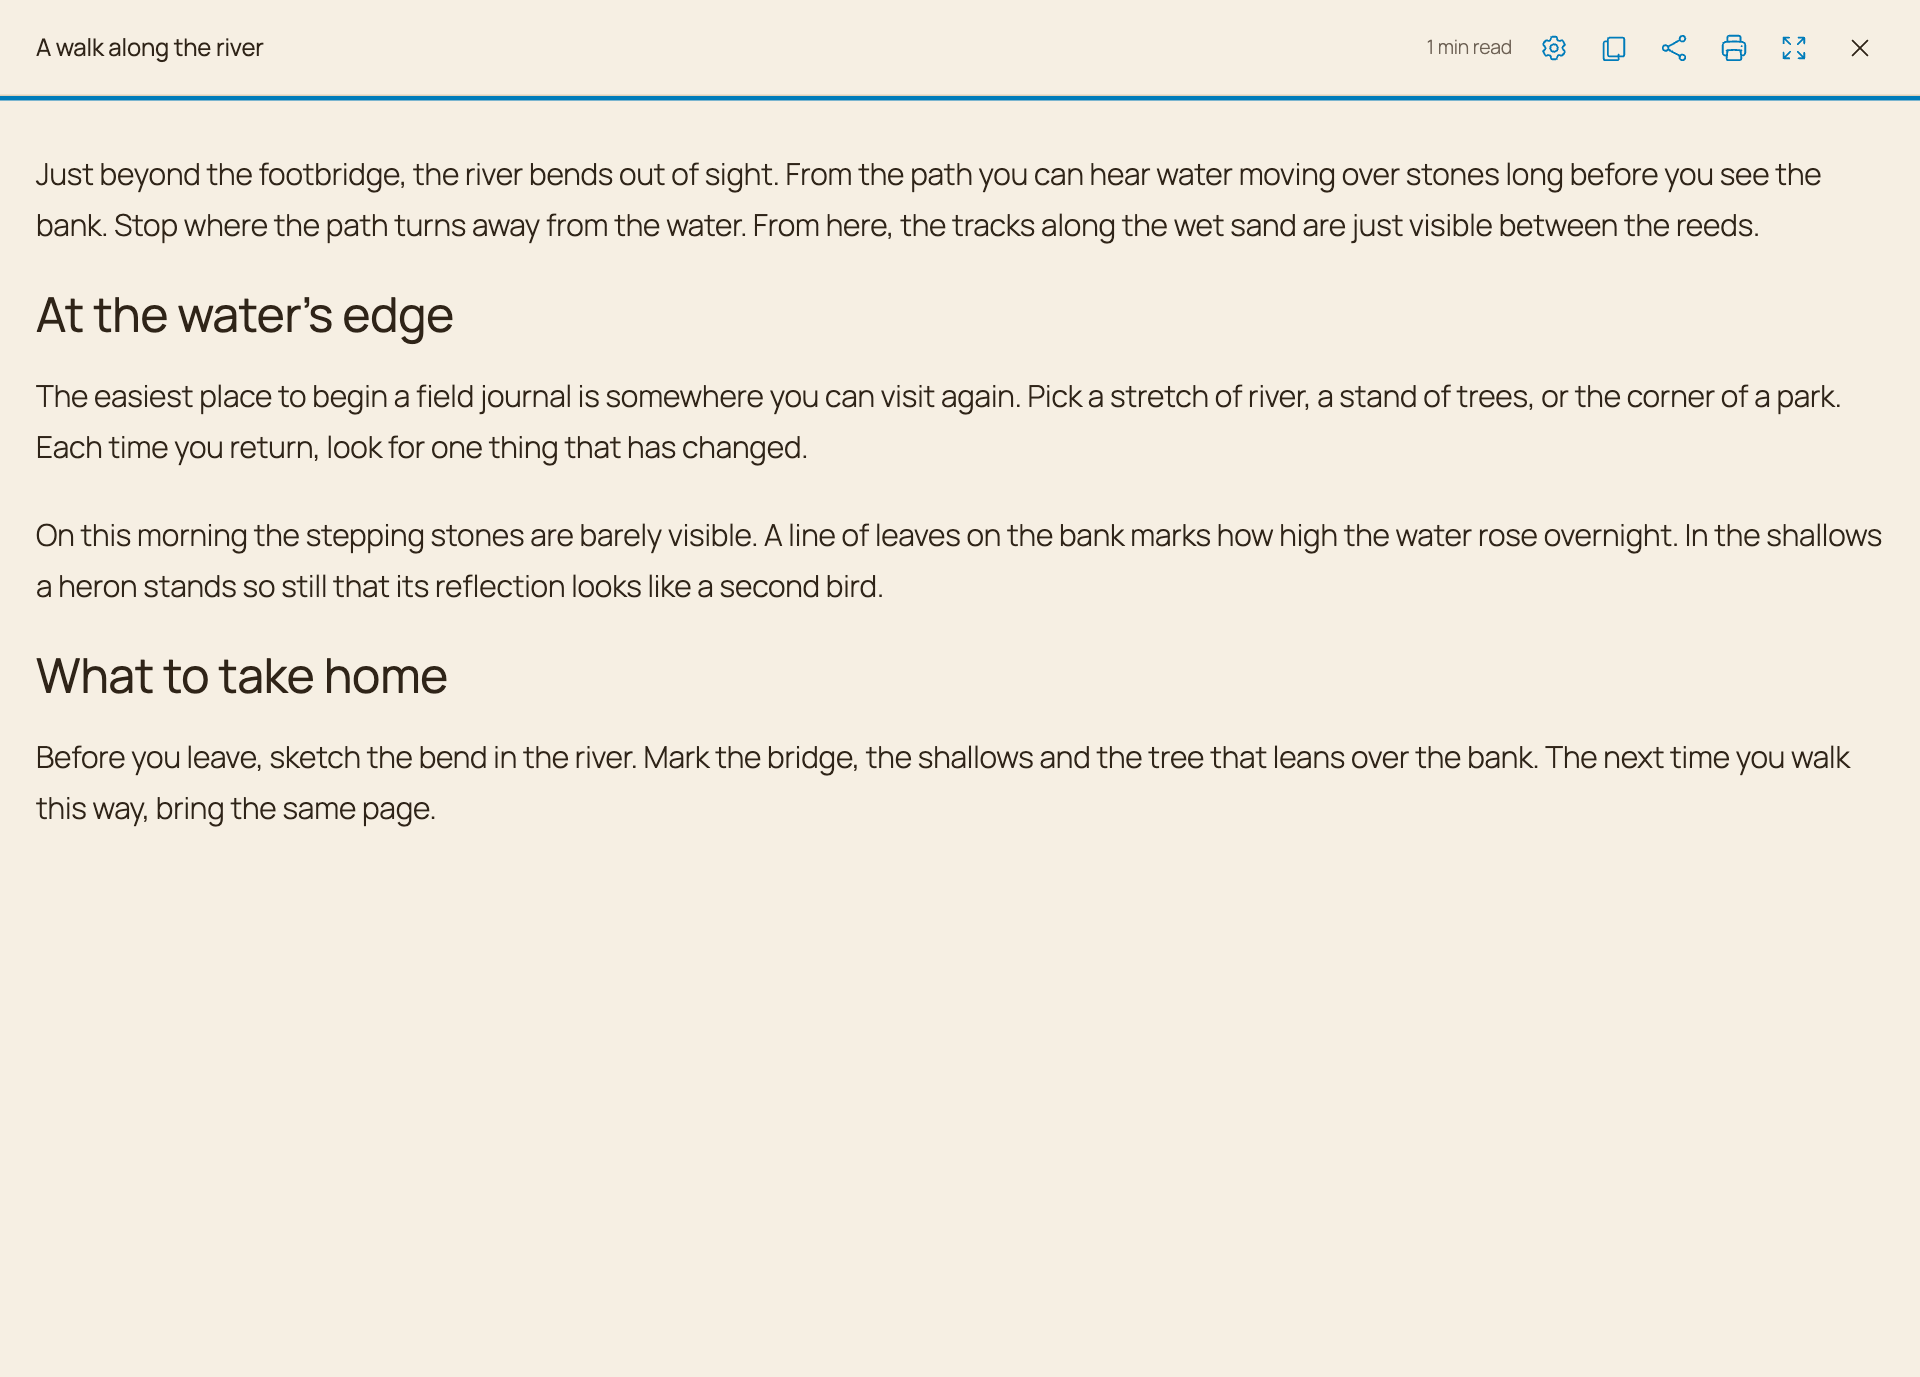 A walk along the river
1 min read
Just beyond the footbridge, the river bends out of sight. From the path you can hear water moving over stones long before you see the
bank. Stop where the path turns away from the water. From here, the tracks along the wet sand are just visible between the reeds.
At the water’s edge
The easiest place to begin a field journal is somewhere you can visit again. Pick a stretch of river, a stand of trees, or the corner of a park.
Each time you return, look for one thing that has changed.
On this morning the stepping stones are barely visible. A line of leaves on the bank marks how high the water rose overnight. In the shallows
a heron stands so still that its reflection looks like a second bird.
What to take home
Before you leave, sketch the bend in the river. Mark the bridge, the shallows and the tree that leans over the bank. The next time you walk
this way, bring the same page.